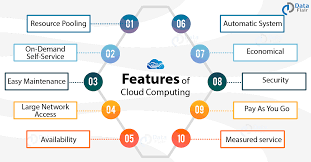 Data
Flair
Resource Pooling
01
06
Automatic System
On-Demand
Self-Service
02
07
Economical
Easy Maintenance
03
Features of
Cloud Computing
08
Security
Large Network
Access
04
09
Pay As You Go
Availability
05
10
Measured service